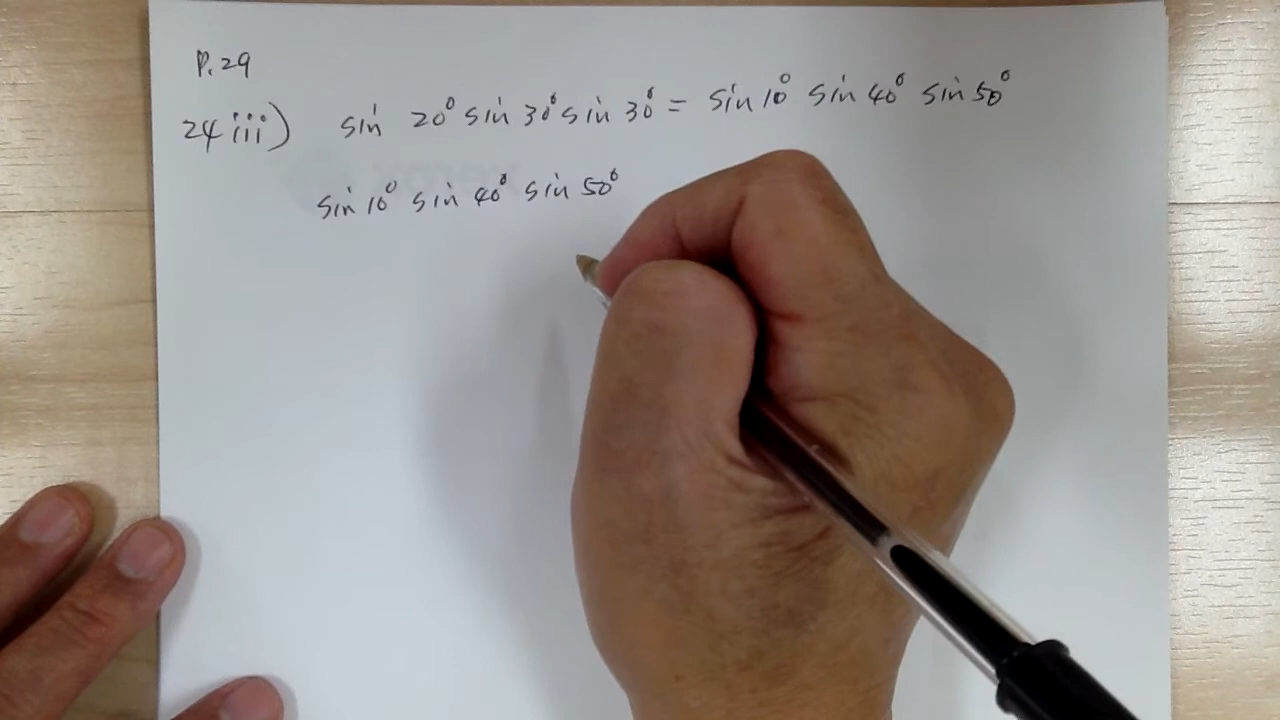 P.29
24 iii) sin 20° sin 30° sin 30° = sin 10° sin 40° sin 50°
sin 10° sin 40° sin 50°